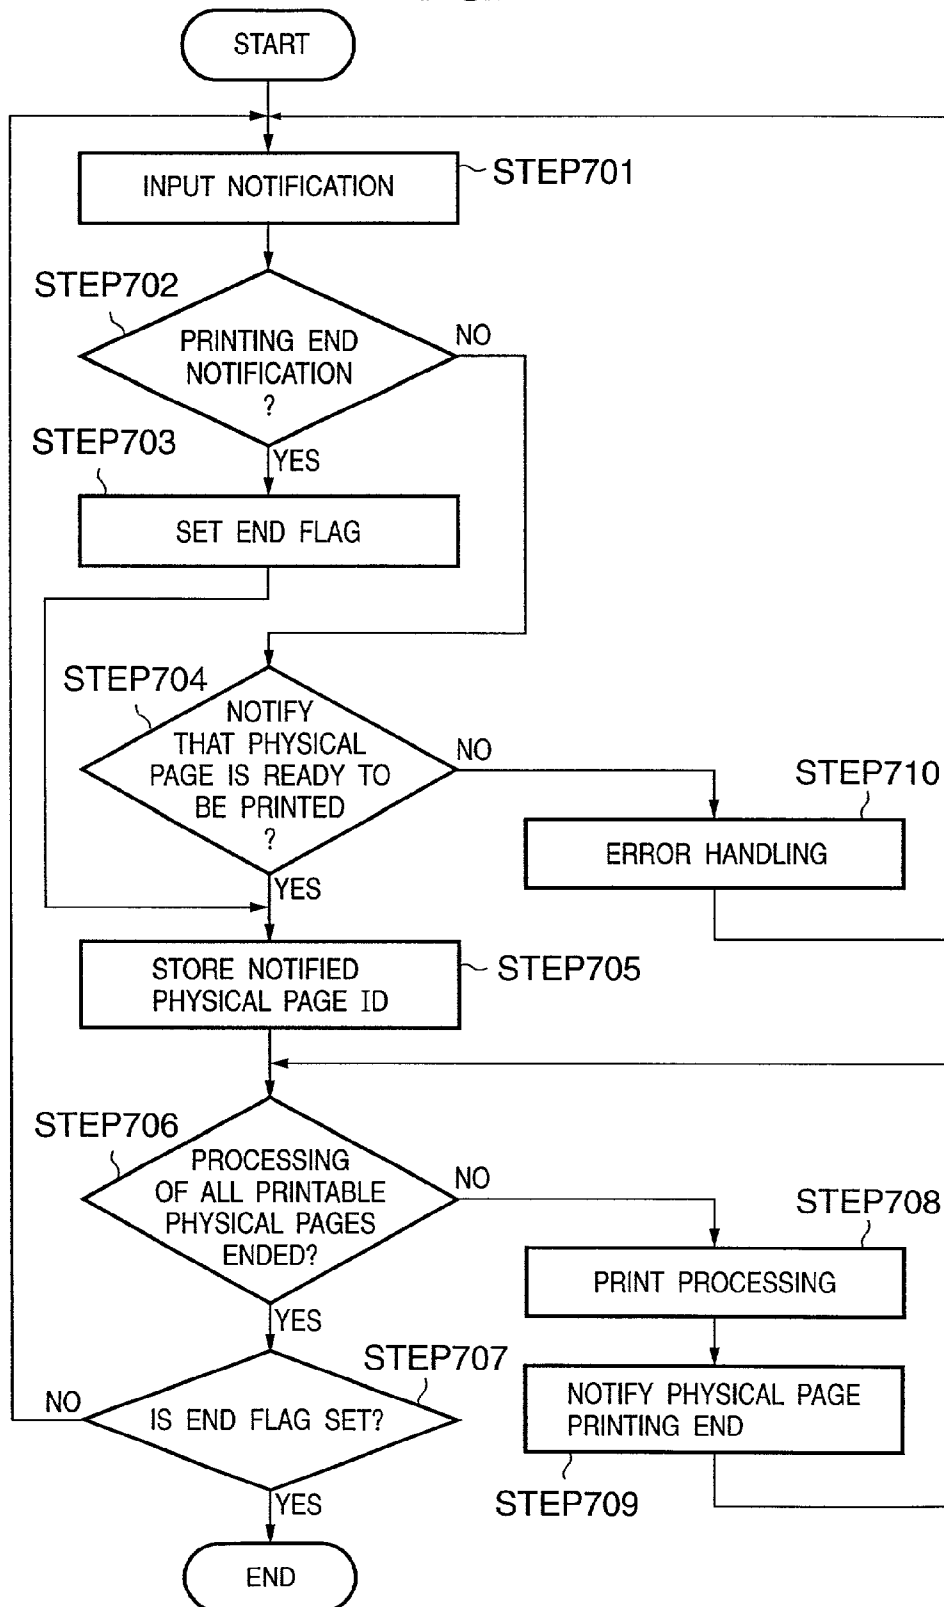 START
INPUT NOTIFICATION
STEP701
STEP702
PRINTING END
NOTIFICATION
?
NO
STEP703
YES
SET END FLAG
STEP704
NOTIFY
THAT PHYSICAL
PAGE IS READY TO
BE PRINTED
?
NO
STEP710
ERROR HANDLING
YES
STORE NOTIFIED
PHYSICAL PAGE ID
STEP705
STEP706
PROCESSING
OF ALL PRINTABLE
PHYSICAL PAGES
ENDED?
NO
STEP708
PRINT PROCESSING
YES
STEP707
NO
IS END FLAG SET?
NOTIFY PHYSICAL PAGE
PRINTING END
STEP709
YES
END